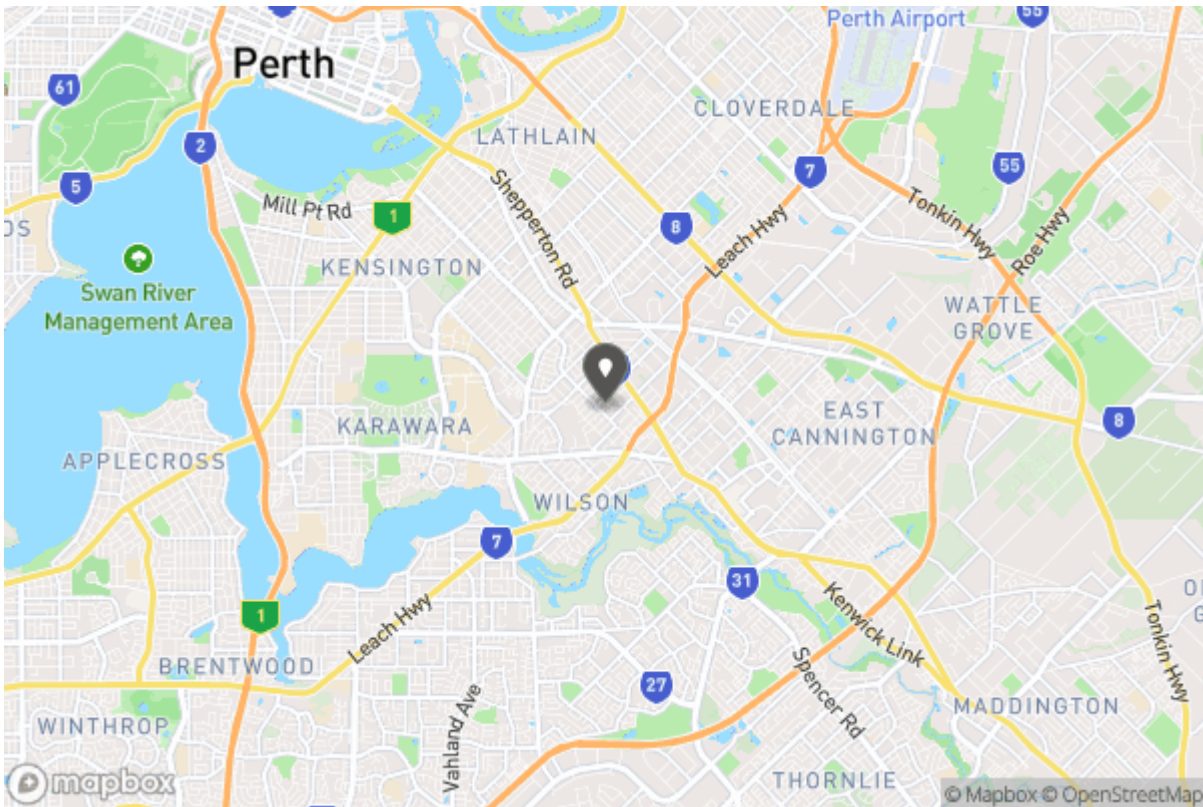 55
Perth Airport
61
Perth
CLOVERDALE
LATHLAIN
2
7
55
5
Mill Pt Rd
1
Shepperton Rd
8
Leach Hwy
Tonkin Hwy
Roe Hwy
OS
KENSINGTON
Swan River
Management Area
WATTLE
GROVE
KARAWARA
EAST
CANNINGTON
8
APPLECROSS
WILSON
7
31
1
Leach Hwy
Kenwick Link
Tonkin Hwy
BRENTWOOD
27
Spencer Rd
MADDINGTON
WINTHROP
Vahland Ave
THORNLIE
mapbox
© Mapbox © OpenStreetMap